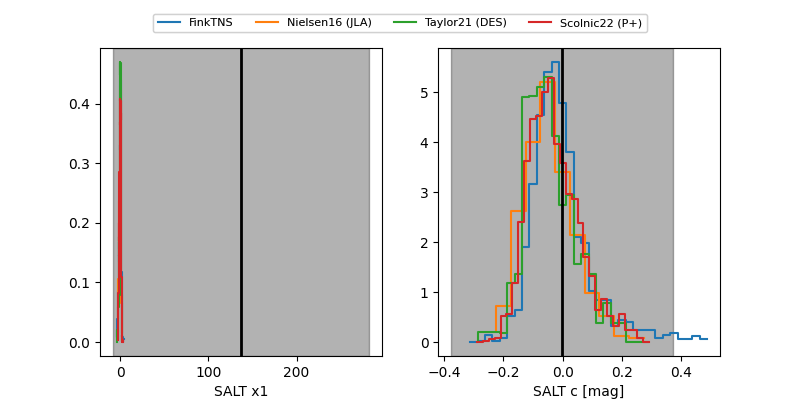 FinkTNS Nielsen16 (JLA) Taylor21 (DES) Scolnic22 (P+)
0.4
0.3
0.2
0.1
0.0
0 100 200
SALT x1
5
4
3
2
1
0
−0.4 −0.2 0.0 0.2 0.4
SALT c [mag]